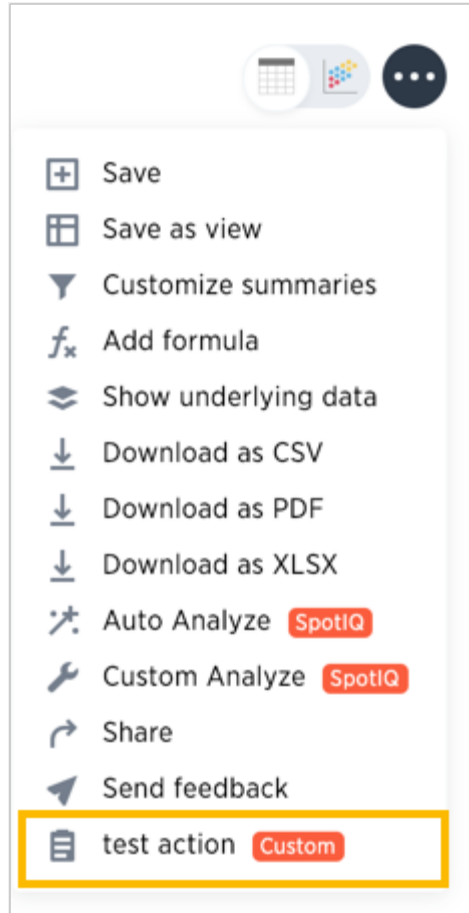 Save
Save as view
Customize summaries
fx Add formula
Show underlying data
Download as CSV
Download as PDF
Download as XLSX
Auto Analyze SpotIQ
Custom Analyze SpotIQ
Share
Send feedback
test action Custom